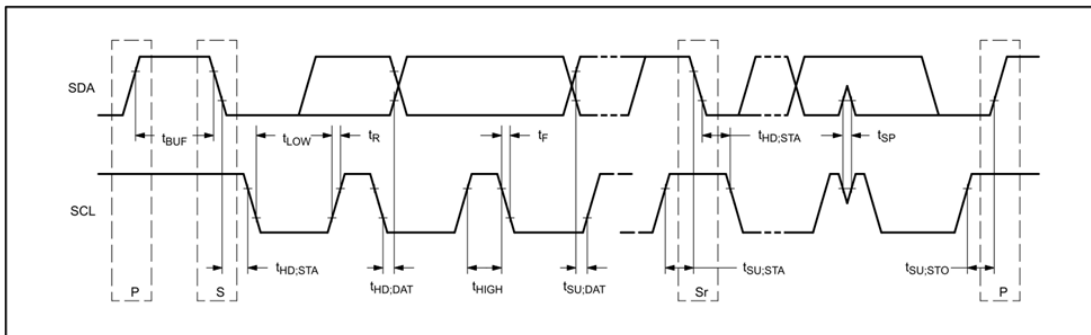 SDA
tBUF
tLOW
tR
tF
tHD;STA
tSP
SCL
tHD;STA
tHD;DAT
tHIGH
tSU;DAT
tSU;STA
tSU;STO
P
S
Sr
P